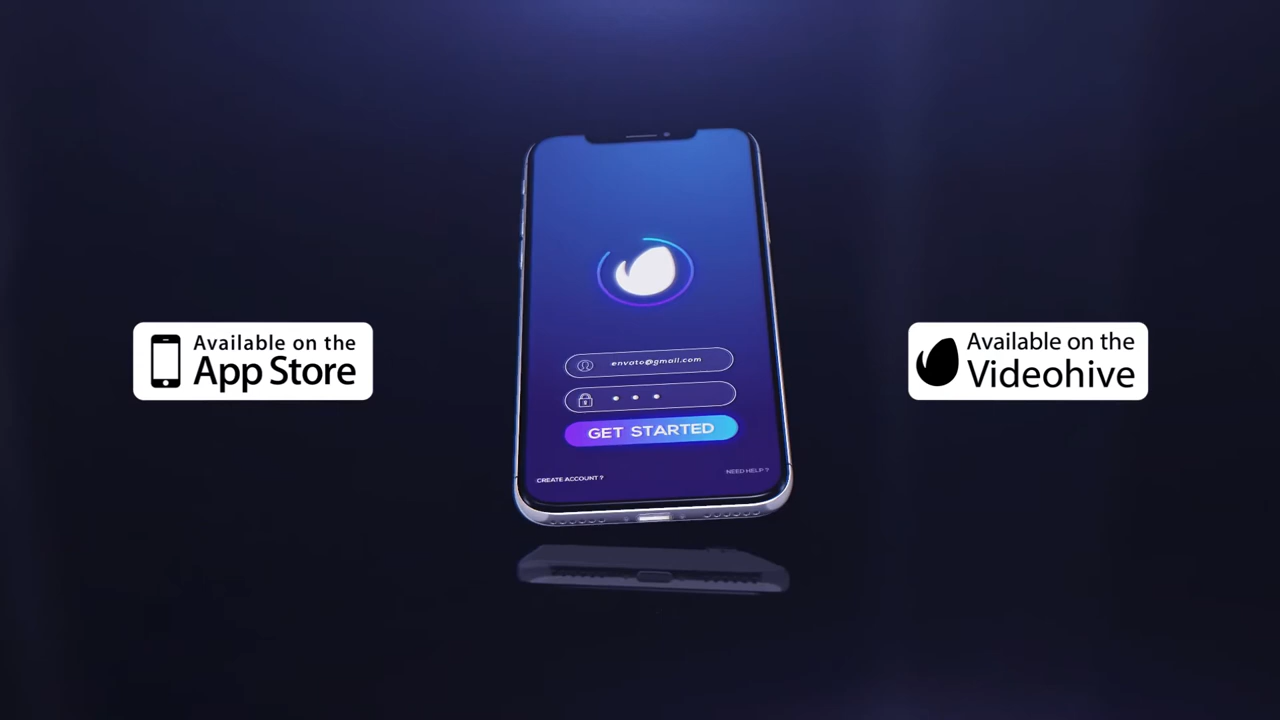 Available on the
App Store
envato@gmail.com
GET STARTED
CREATE ACCOUNT ?
NEED HELP ?
Available on the
Videohive